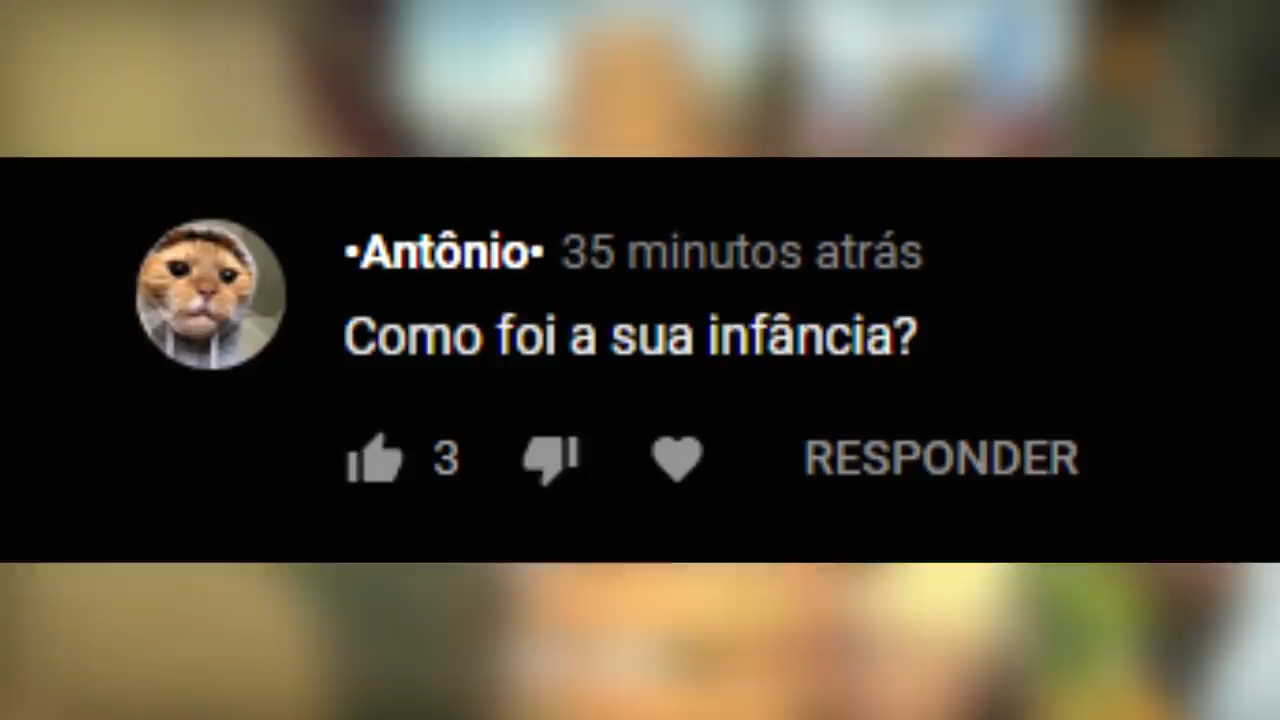 •Antônio• 35 minutos atrás
Como foi a sua infância?
3 RESPONDER